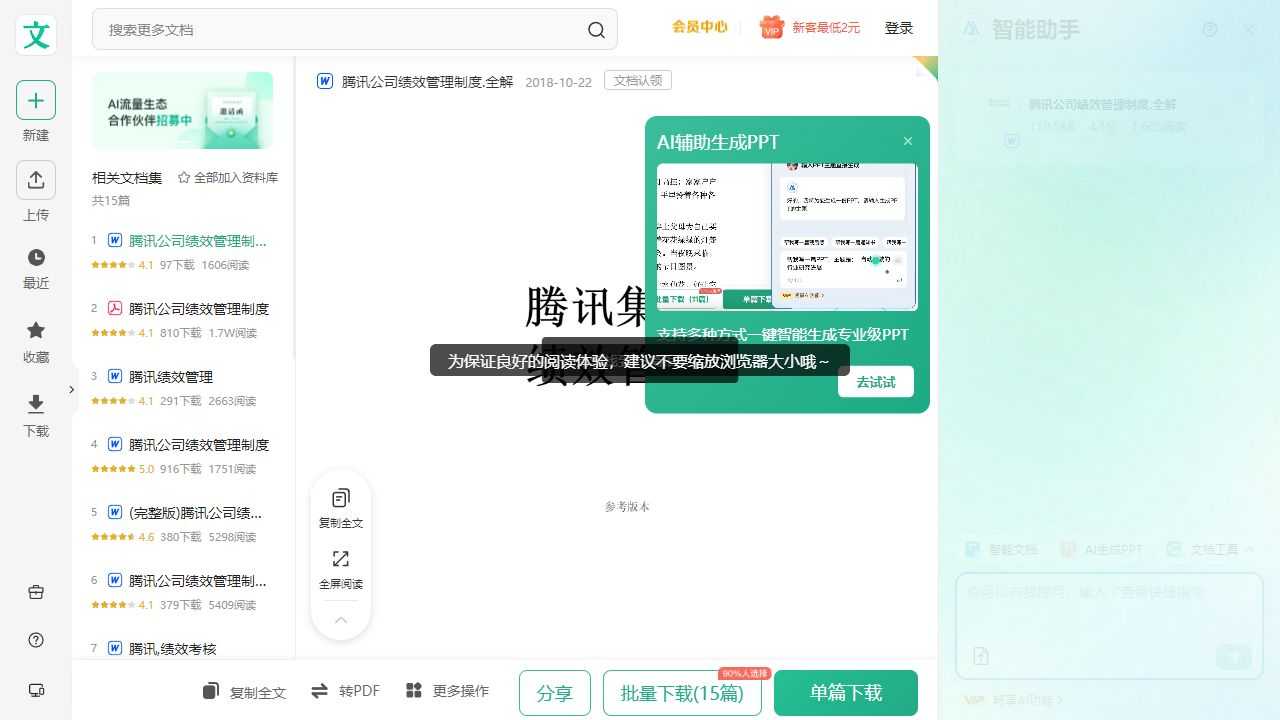 文
搜索更多文档
会员中心
VIP
新客最低2元
登录
新建
上传
最近
收藏
下载
AI流量生态
合作伙伴招募中
邀请函
相关文档集
全部加入资料库
共15篇
1 腾讯公司绩效管理制...
4.1 97下载 1606阅读
2 腾讯公司绩效管理制度
4.1 810下载 1.7W阅读
3 腾讯绩效管理
4.1 291下载 2663阅读
4 腾讯公司绩效管理制度
5.0 916下载 1751阅读
5 (完整版)腾讯公司绩...
4.6 380下载 5298阅读
6 腾讯公司绩效管理制...
4.1 379下载 5409阅读
7 腾讯,绩效考核
W 腾讯公司绩效管理制度.全解 2018-10-22 文档认领
腾讯集
绩效管
参考版本
AI辅助生成PPT
支持多种方式一键智能生成专业级PPT
去试试
为保证良好的阅读体验，建议不要缩放浏览器大小哦～
复制全文
全屏阅读
复制全文
转PDF
更多操作
分享
批量下载(15篇)
90%人选择
单篇下载
智能助手
腾讯公司绩效管理制度.全解
智能文档
AI生成PPT
文档工具
VIP 畅享AI功能